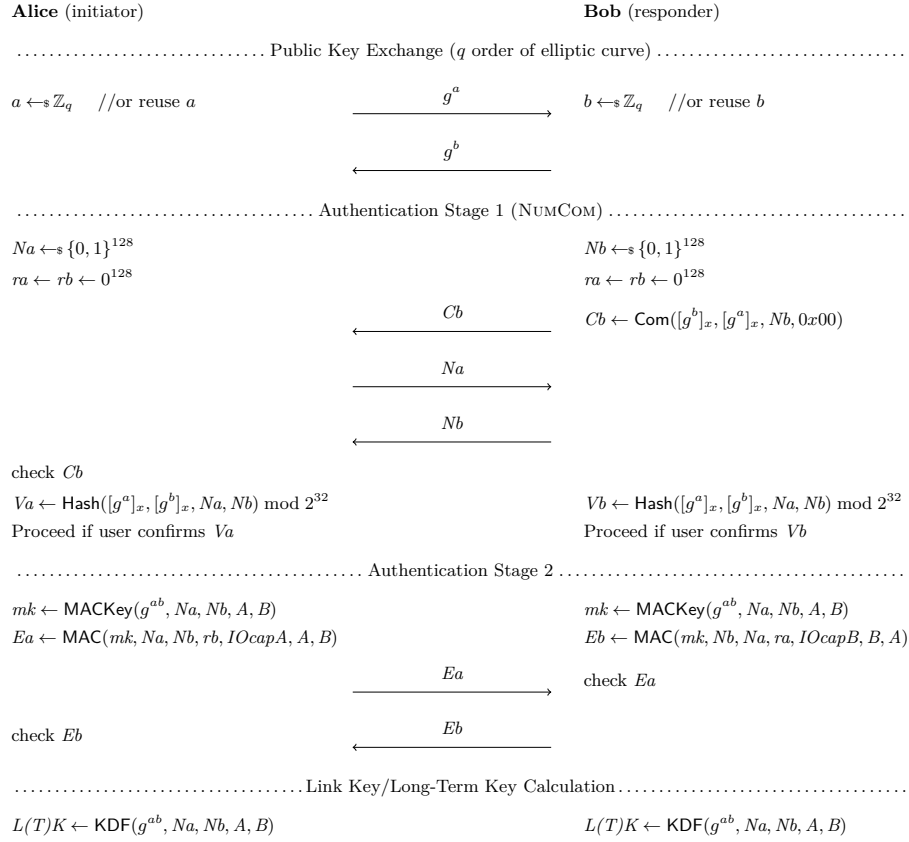 Alice (initiator) Bob (responder)
Public Key Exchange (q order of elliptic curve)
a ←$ ℤq //or reuse a g^a b ←$ ℤq //or reuse b
g^b
Authentication Stage 1 (NUMCOM)
Na ←$ {0, 1}^128 Nb ←$ {0, 1}^128
ra ← rb ← 0^128 ra ← rb ← 0^128
Cb Cb ← Com([g^b]x, [g^a]x, Nb, 0x00)
Na
Nb
check Cb
Va ← Hash([g^a]x, [g^b]x, Na, Nb) mod 2^32 Vb ← Hash([g^a]x, [g^b]x, Na, Nb) mod 2^32
Proceed if user confirms Va Proceed if user confirms Vb
Authentication Stage 2
mk ← MACKey(g^ab, Na, Nb, A, B) mk ← MACKey(g^ab, Na, Nb, A, B)
Ea ← MAC(mk, Na, Nb, rb, IOcapA, A, B) Eb ← MAC(mk, Nb, Na, ra, IOcapB, B, A)
Ea check Ea
check Eb Eb
Link Key/Long-Term Key Calculation
L(T)K ← KDF(g^ab, Na, Nb, A, B) L(T)K ← KDF(g^ab, Na, Nb, A, B)